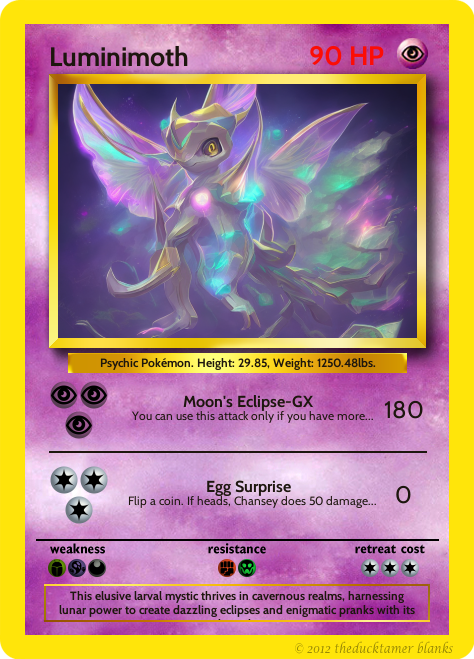 Luminimoth 90 HP
Psychic Pokémon. Height: 29.85, Weight: 1250.48lbs.
Moon's Eclipse-GX
You can use this attack only if you have more... 180
Egg Surprise
Flip a coin. If heads, Chansey does 50 damage... 0
weakness resistance retreat cost
This elusive larval mystic thrives in cavernous realms, harnessing
lunar power to create dazzling eclipses and enigmatic pranks with its
© 2012 theducktamer blanks